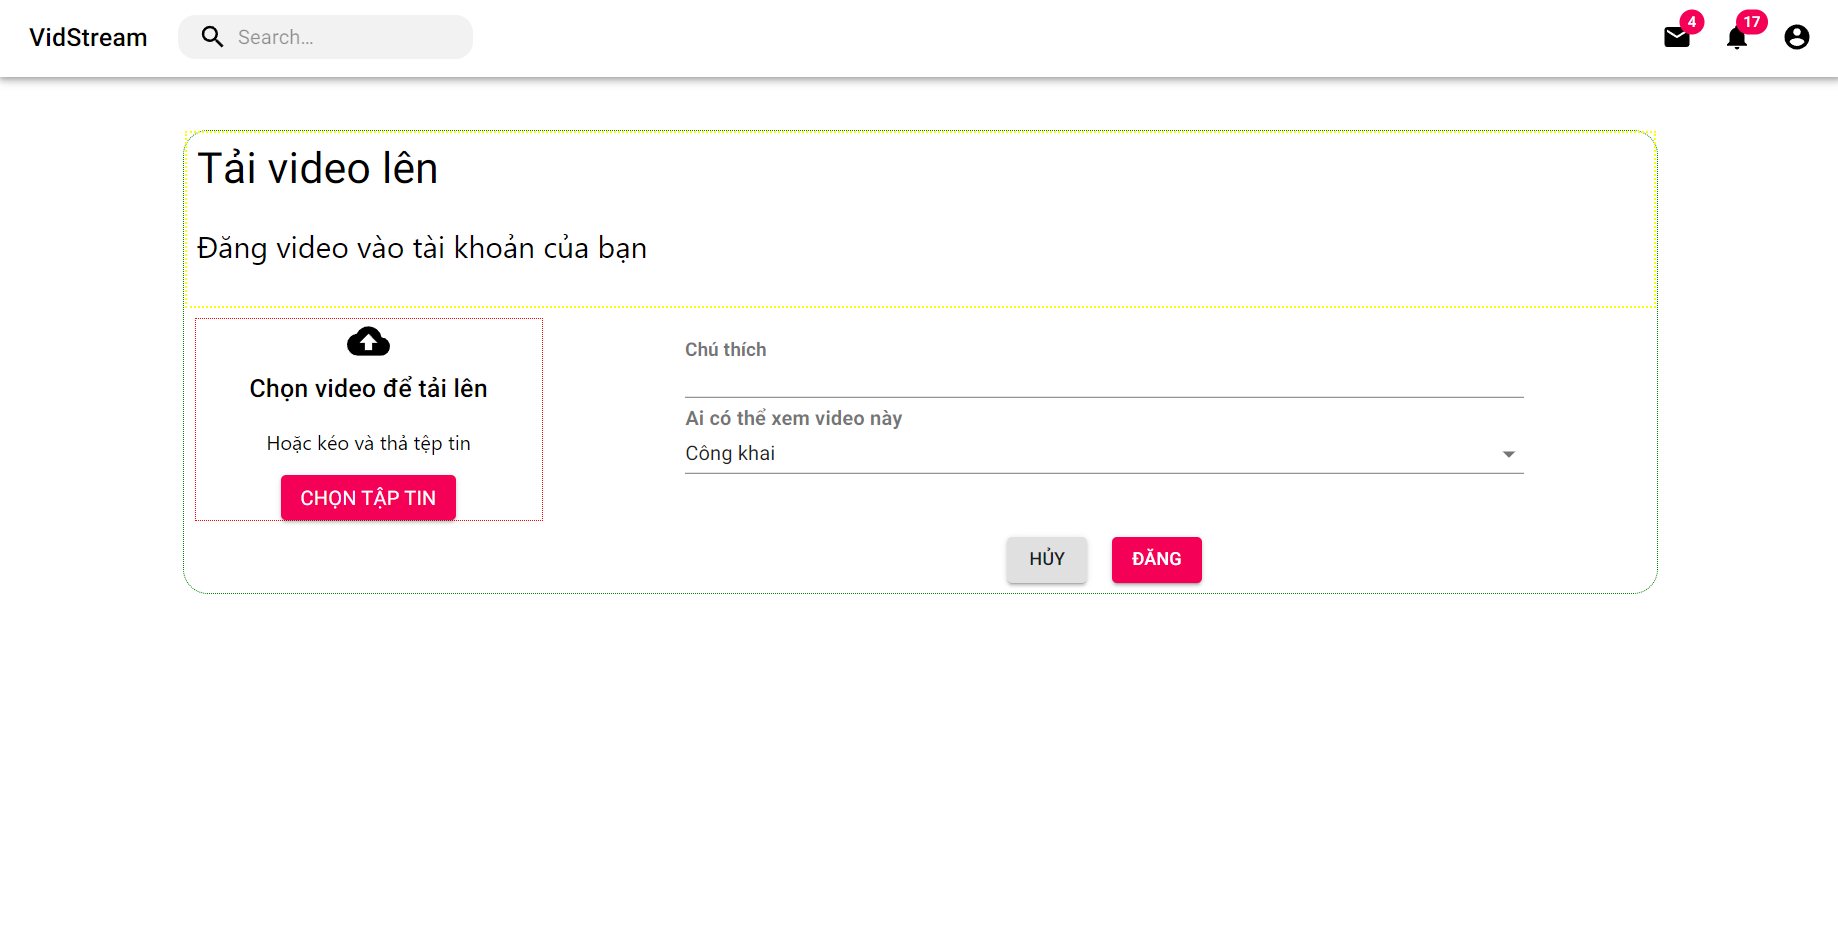 VidStream
Search...
4
17
Tải video lên
Đăng video vào tài khoản của bạn
Chọn video để tải lên
Hoặc kéo và thả tệp tin
CHỌN TẬP TIN
Chú thích
Ai có thể xem video này
Công khai
HỦY
ĐĂNG